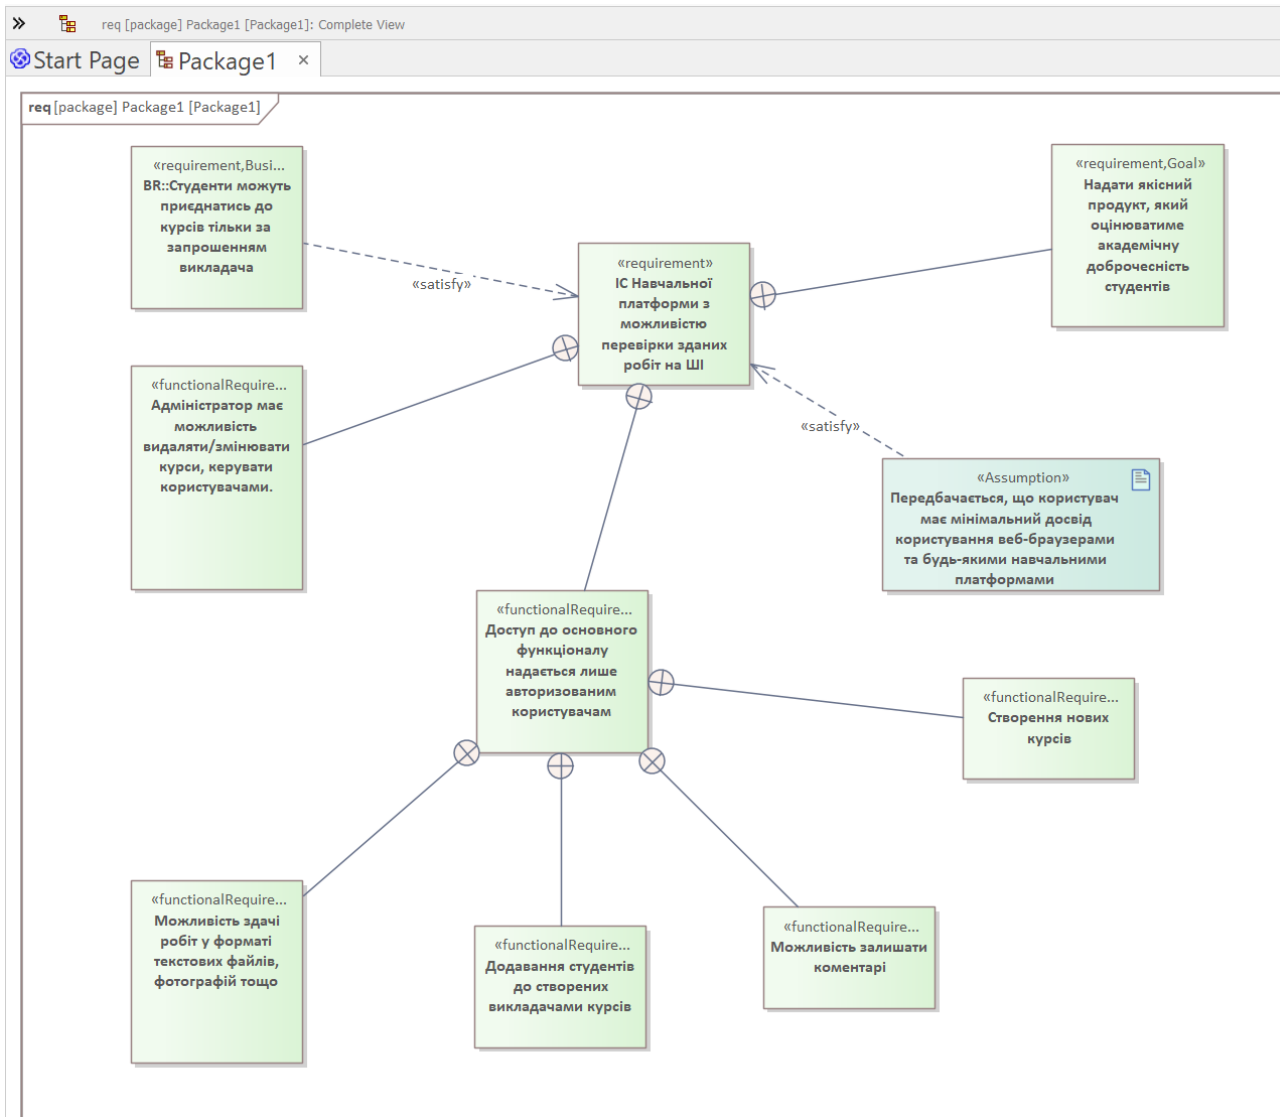 req [package] Package1 [Package1]: Complete View
Start Page
Package1
req [package] Package1 [Package1]
«requirement,Busi...
BR::Студенти можуть
приєднатись до
курсів тільки за
запрошенням
викладача
«requirement,Goal»
Надати якісний
продукт, який
оцінюватиме
академічну
доброчесність
студентів
«requirement»
ІС Навчальної
платформи з
можливістю
перевірки зданих
робіт на ШІ
«satisfy»
«functionalRequire...
Адміністратор має
можливість
видаляти/змінювати
курси, керувати
користувачами.
«satisfy»
«Assumption»
Передбачається, що користувач
має мінімальний досвід
користування веб-браузерами
та будь-якими навчальними
платформами
«functionalRequire...
Доступ до основного
функціоналу
надається лише
авторизованим
користувачам
«functionalRequire...
Створення нових
курсів
«functionalRequire...
Можливість здачі
робіт у форматі
текстових файлів,
фотографій тощо
«functionalRequire...
Додавання студентів
до створених
викладачами курсів
«functionalRequire...
Можливість залишати
коментарі